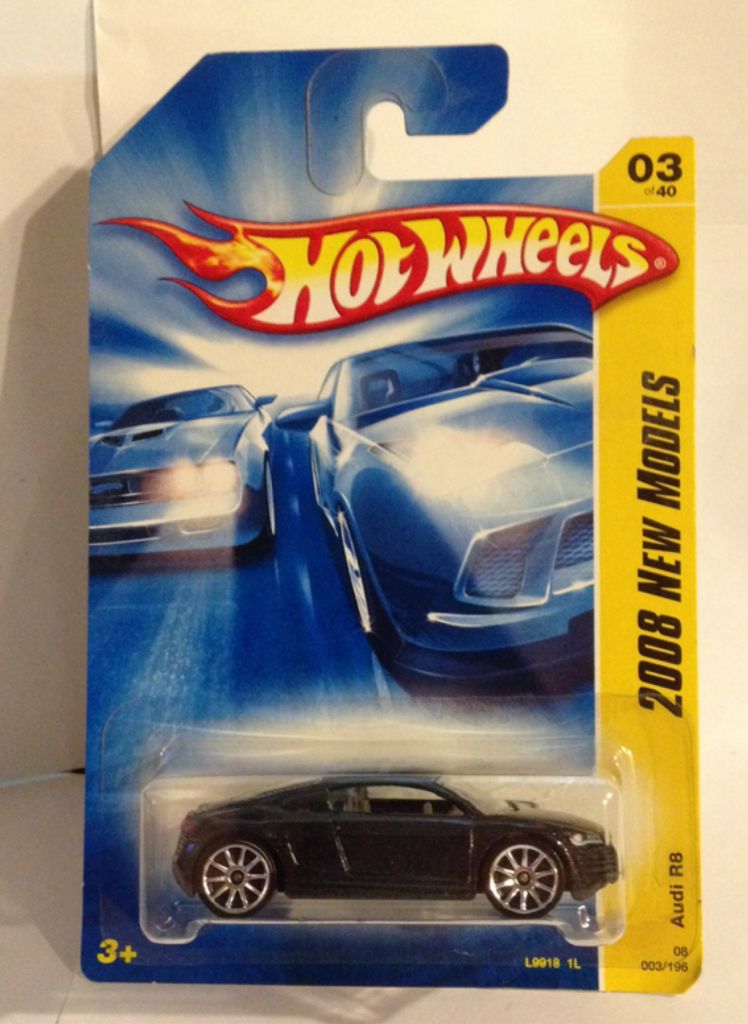 03
of 40
HOT WHEELS®
2008 NEW MODELS
Audi R8
3+
L9918 1L
08
003/196